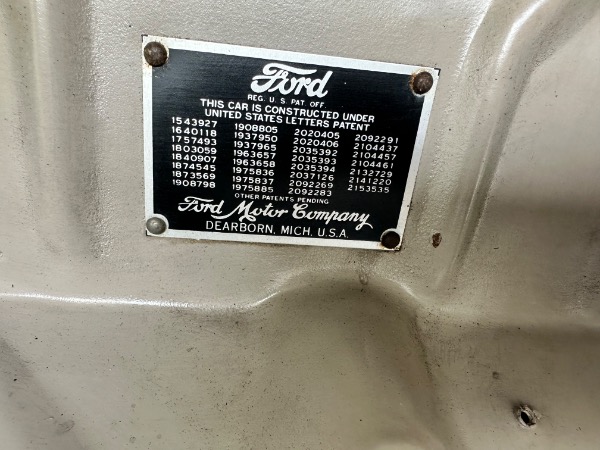 Ford
REG. U. S. PAT. OFF.
THIS CAR IS CONSTRUCTED UNDER
UNITED STATES LETTERS PATENT
1543927 1908805 2020405 2092291
1640118 1937950 2020406 2104437
1757493 1937965 2035392 2104457
1803059 1963657 2035393 2104461
1840907 1963658 2035394 2132729
1874545 1975836 2037126 2141220
1873569 1975837 2092269 2153535
1908798 1975885 2092283
OTHER PATENTS PENDING
Ford Motor Company
DEARBORN, MICH. U.S.A.